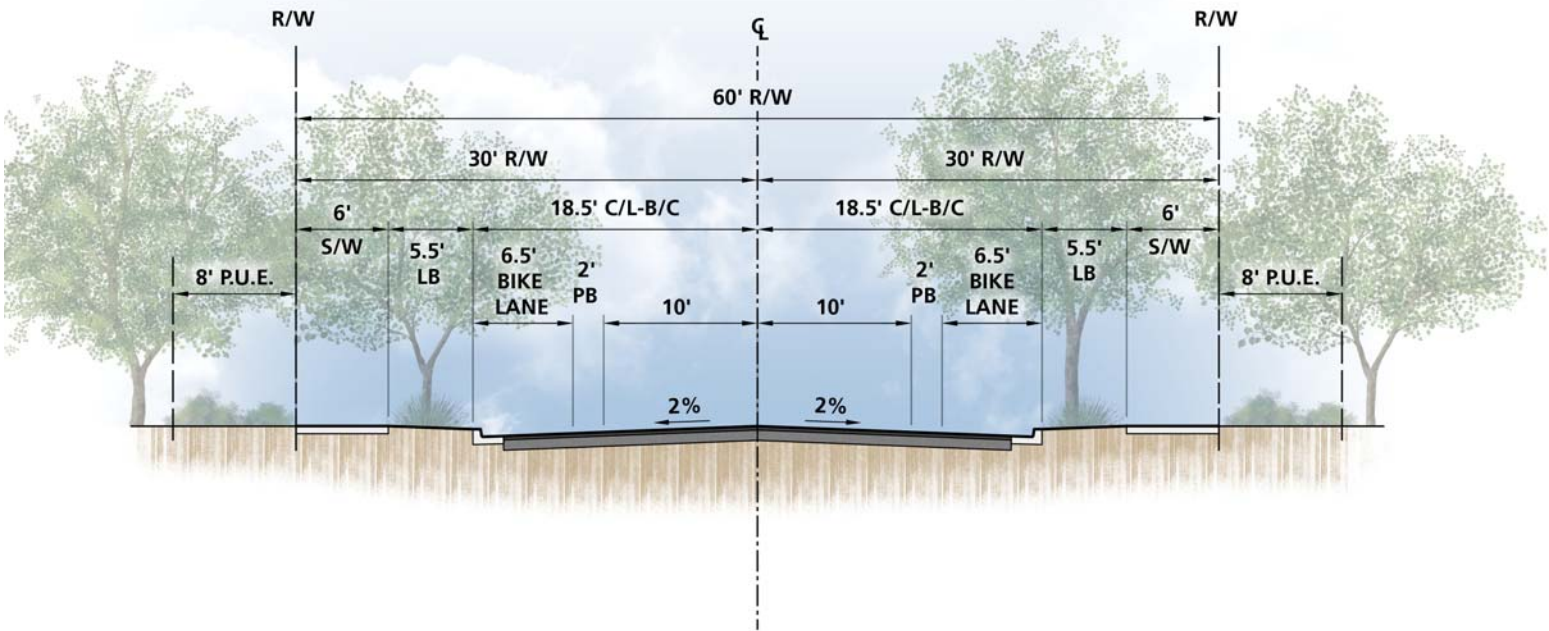 R/W
℄
R/W
60' R/W
30' R/W
30' R/W
6'
S/W
5.5'
LB
18.5' C/L-B/C
18.5' C/L-B/C
5.5'
LB
6'
S/W
8' P.U.E.
6.5'
BIKE
LANE
2'
PB
10'
10'
2'
PB
6.5'
BIKE
LANE
8' P.U.E.
2%
2%